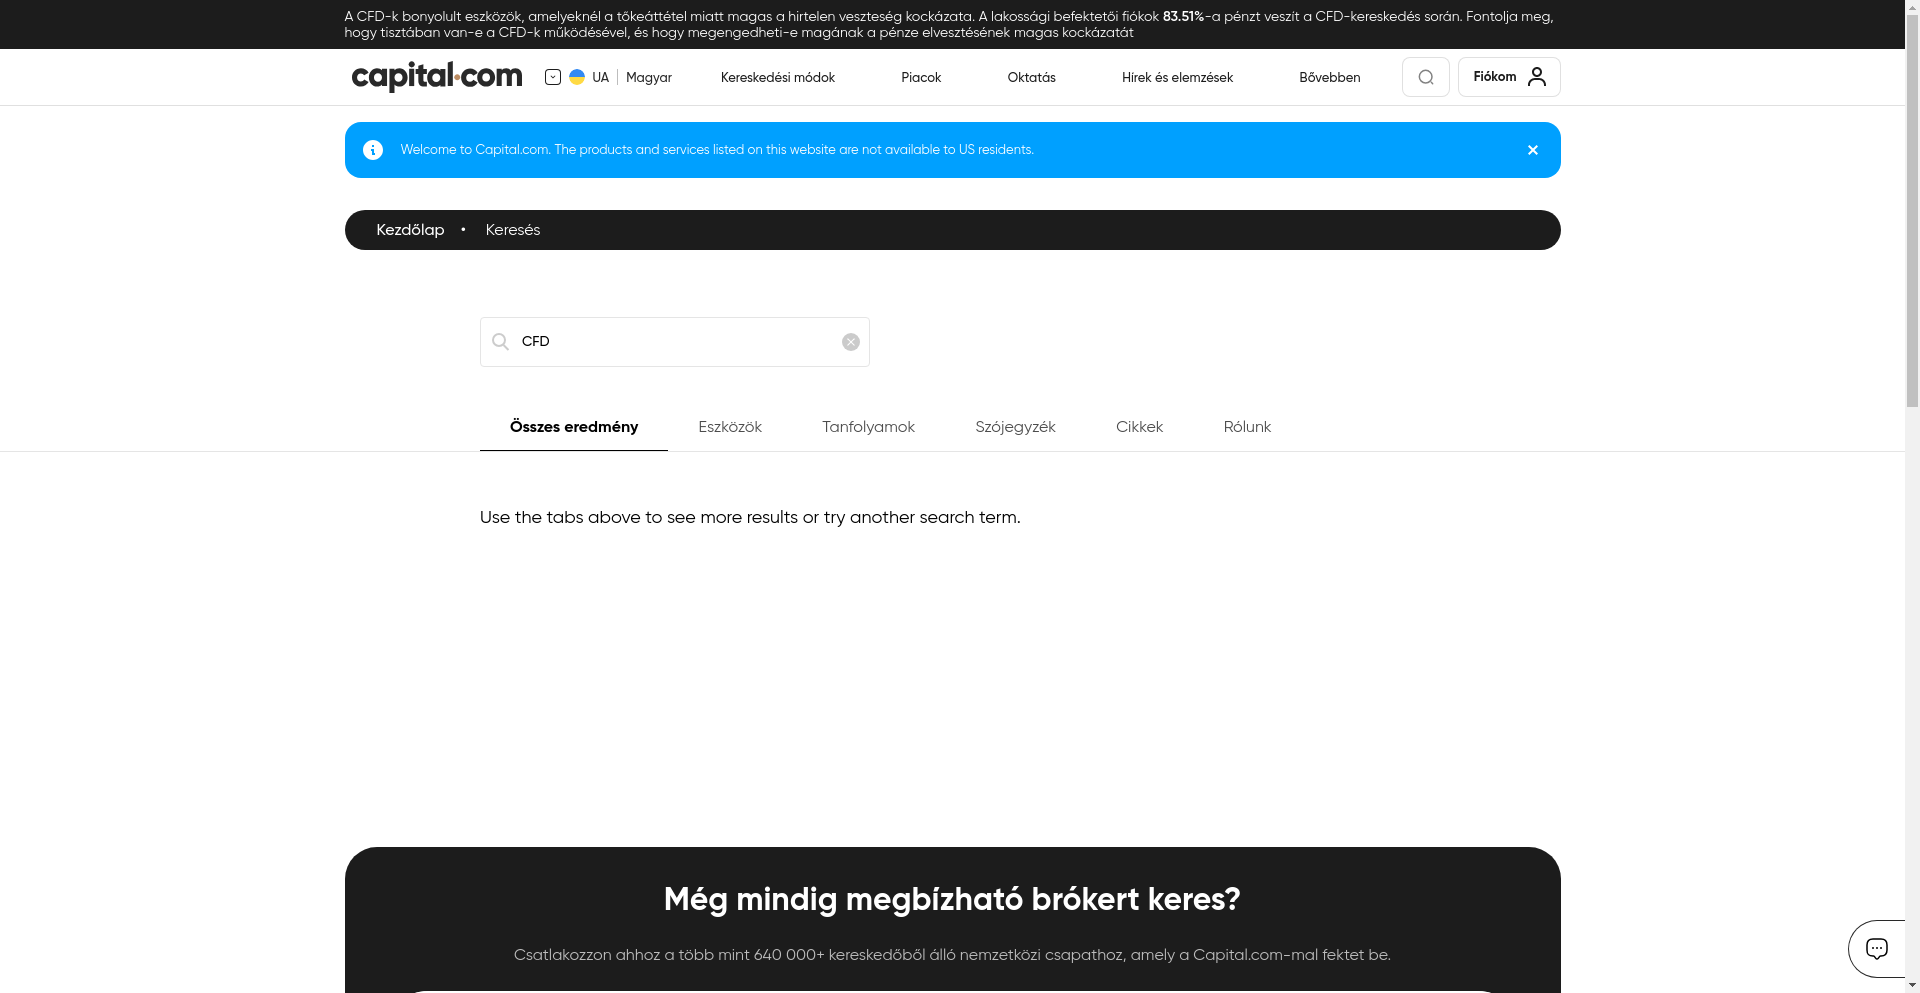 A CFD-k bonyolult eszközök, amelyeknél a tőkeáttétel miatt magas a hirtelen veszteség kockázata. A lakossági befektetői fiókok 83.51%-a pénzt veszít a CFD-kereskedés során. Fontolja meg,
hogy tisztában van-e a CFD-k működésével, és hogy megengedheti-e magának a pénze elvesztésének magas kockázatát
capital.com
UA
Magyar
Kereskedési módok
Piacok
Oktatás
Hírek és elemzések
Bővebben
Fiókom
Welcome to Capital.com. The products and services listed on this website are not available to US residents.
Kezdőlap • Keresés
CFD
Összes eredmény
Eszközök
Tanfolyamok
Szójegyzék
Cikkek
Rólunk
Use the tabs above to see more results or try another search term.
Még mindig megbízható brókert keres?
Csatlakozzon ahhoz a több mint 640 000+ kereskedőből álló nemzetközi csapathoz, amely a Capital.com-mal fektet be.